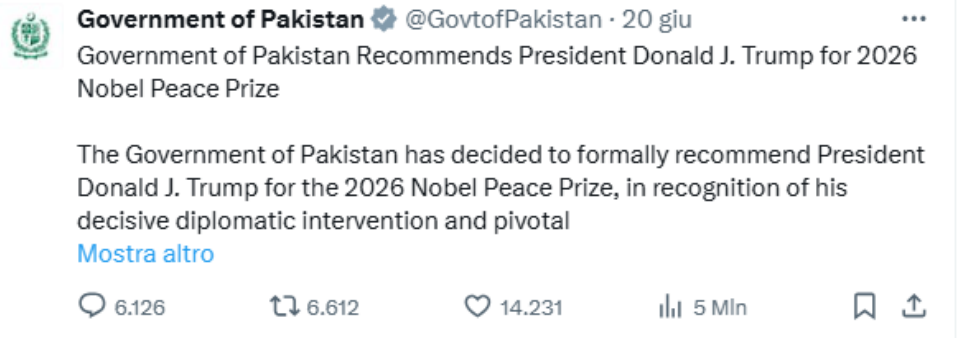 Government of Pakistan @GovtofPakistan · 20 giu
Government of Pakistan Recommends President Donald J. Trump for 2026
Nobel Peace Prize
The Government of Pakistan has decided to formally recommend President
Donald J. Trump for the 2026 Nobel Peace Prize, in recognition of his
decisive diplomatic intervention and pivotal
Mostra altro
6.126 6.612 14.231 5 Mln